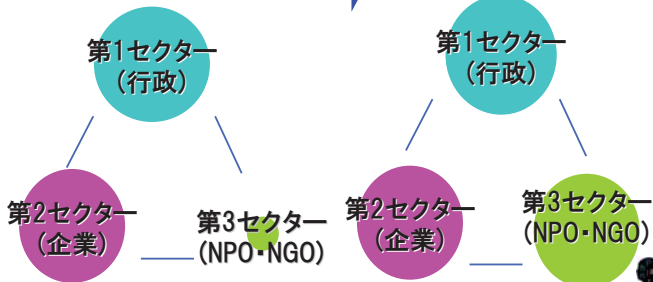 第1セクター
(行政)
第2セクター
(企業)
第3セクター
(NPO・NGO)
第1セクター
(行政)
第2セクター
(企業)
第3セクター
(NPO・NGO)